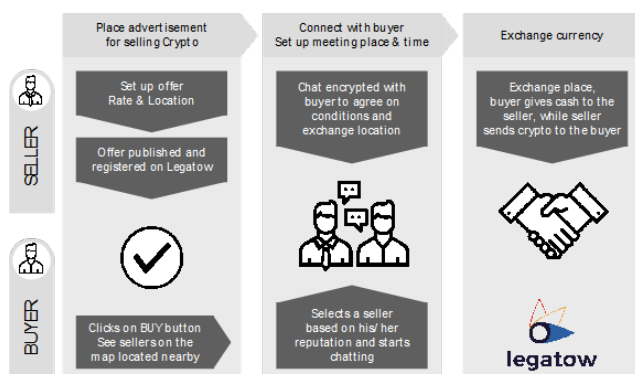 Place advertisement
for selling Crypto
Connect with buyer
Set up meeting place & time
Exchange currency
SELLER
Set up offer
Rate & Location
Offer published and
registered on Legatow
Chat encrypted with
buyer to agree on
conditions and
exchange location
Exchange place,
buyer gives cash to the
seller, while seller
sends crypto to the buyer
BUYER
Clicks on BUY button
See sellers on the
map located nearby
Selects a seller
based on his/her
reputation and starts
chatting
legatow